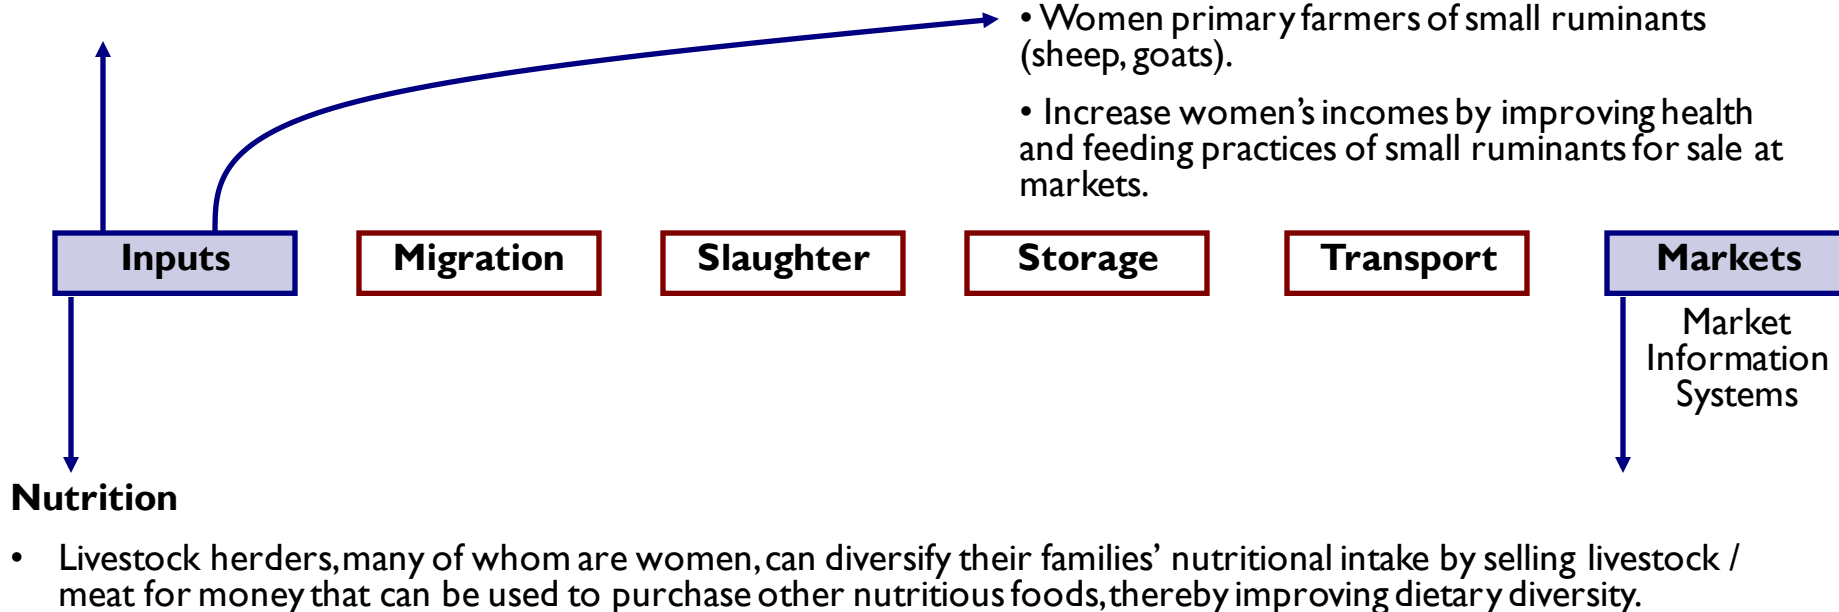 • Women primary farmers of small ruminants
(sheep, goats).
• Increase women’s incomes by improving health
and feeding practices of small ruminants for sale at
markets.
Inputs
Migration
Slaughter
Storage
Transport
Markets
Market
Information
Systems
Nutrition
• Livestock herders, many of whom are women, can diversify their families’ nutritional intake by selling livestock /
meat for money that can be used to purchase other nutritious foods, thereby improving dietary diversity.